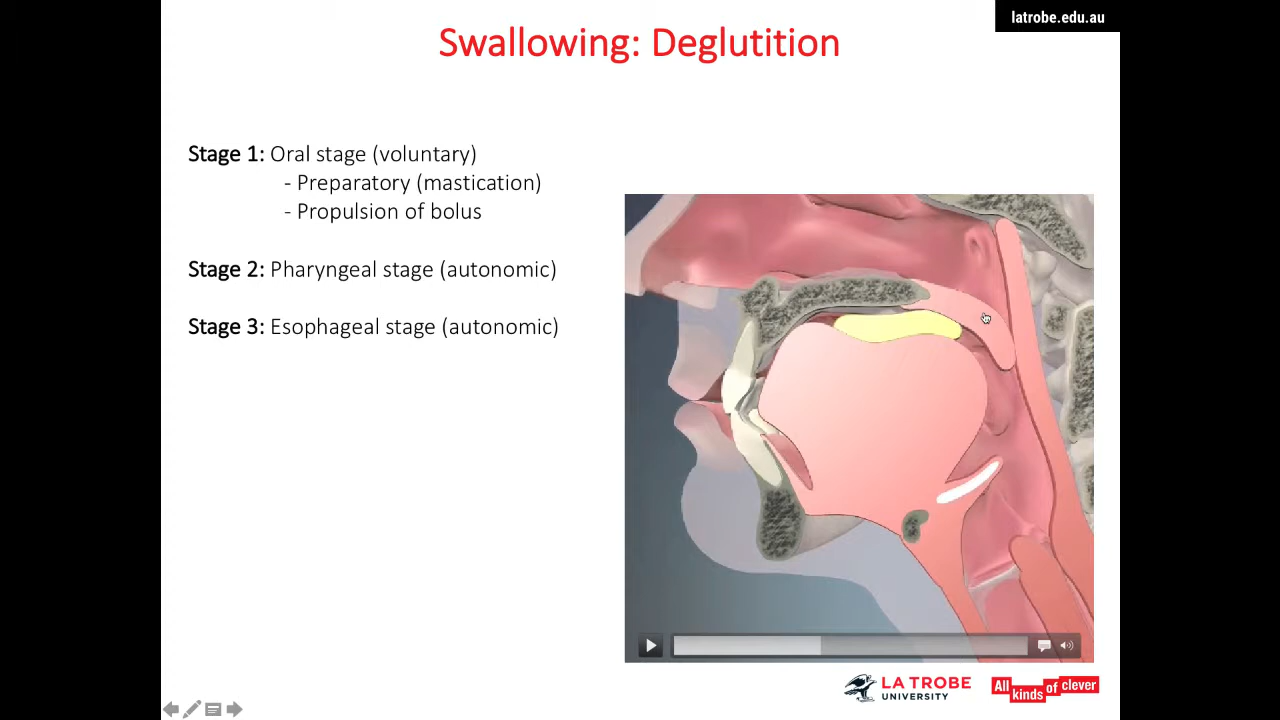 latrobe.edu.au
Swallowing: Deglutition
Stage 1: Oral stage (voluntary)
- Preparatory (mastication)
- Propulsion of bolus
Stage 2: Pharyngeal stage (autonomic)
Stage 3: Esophageal stage (autonomic)
LA TROBE
UNIVERSITY
All kinds of clever